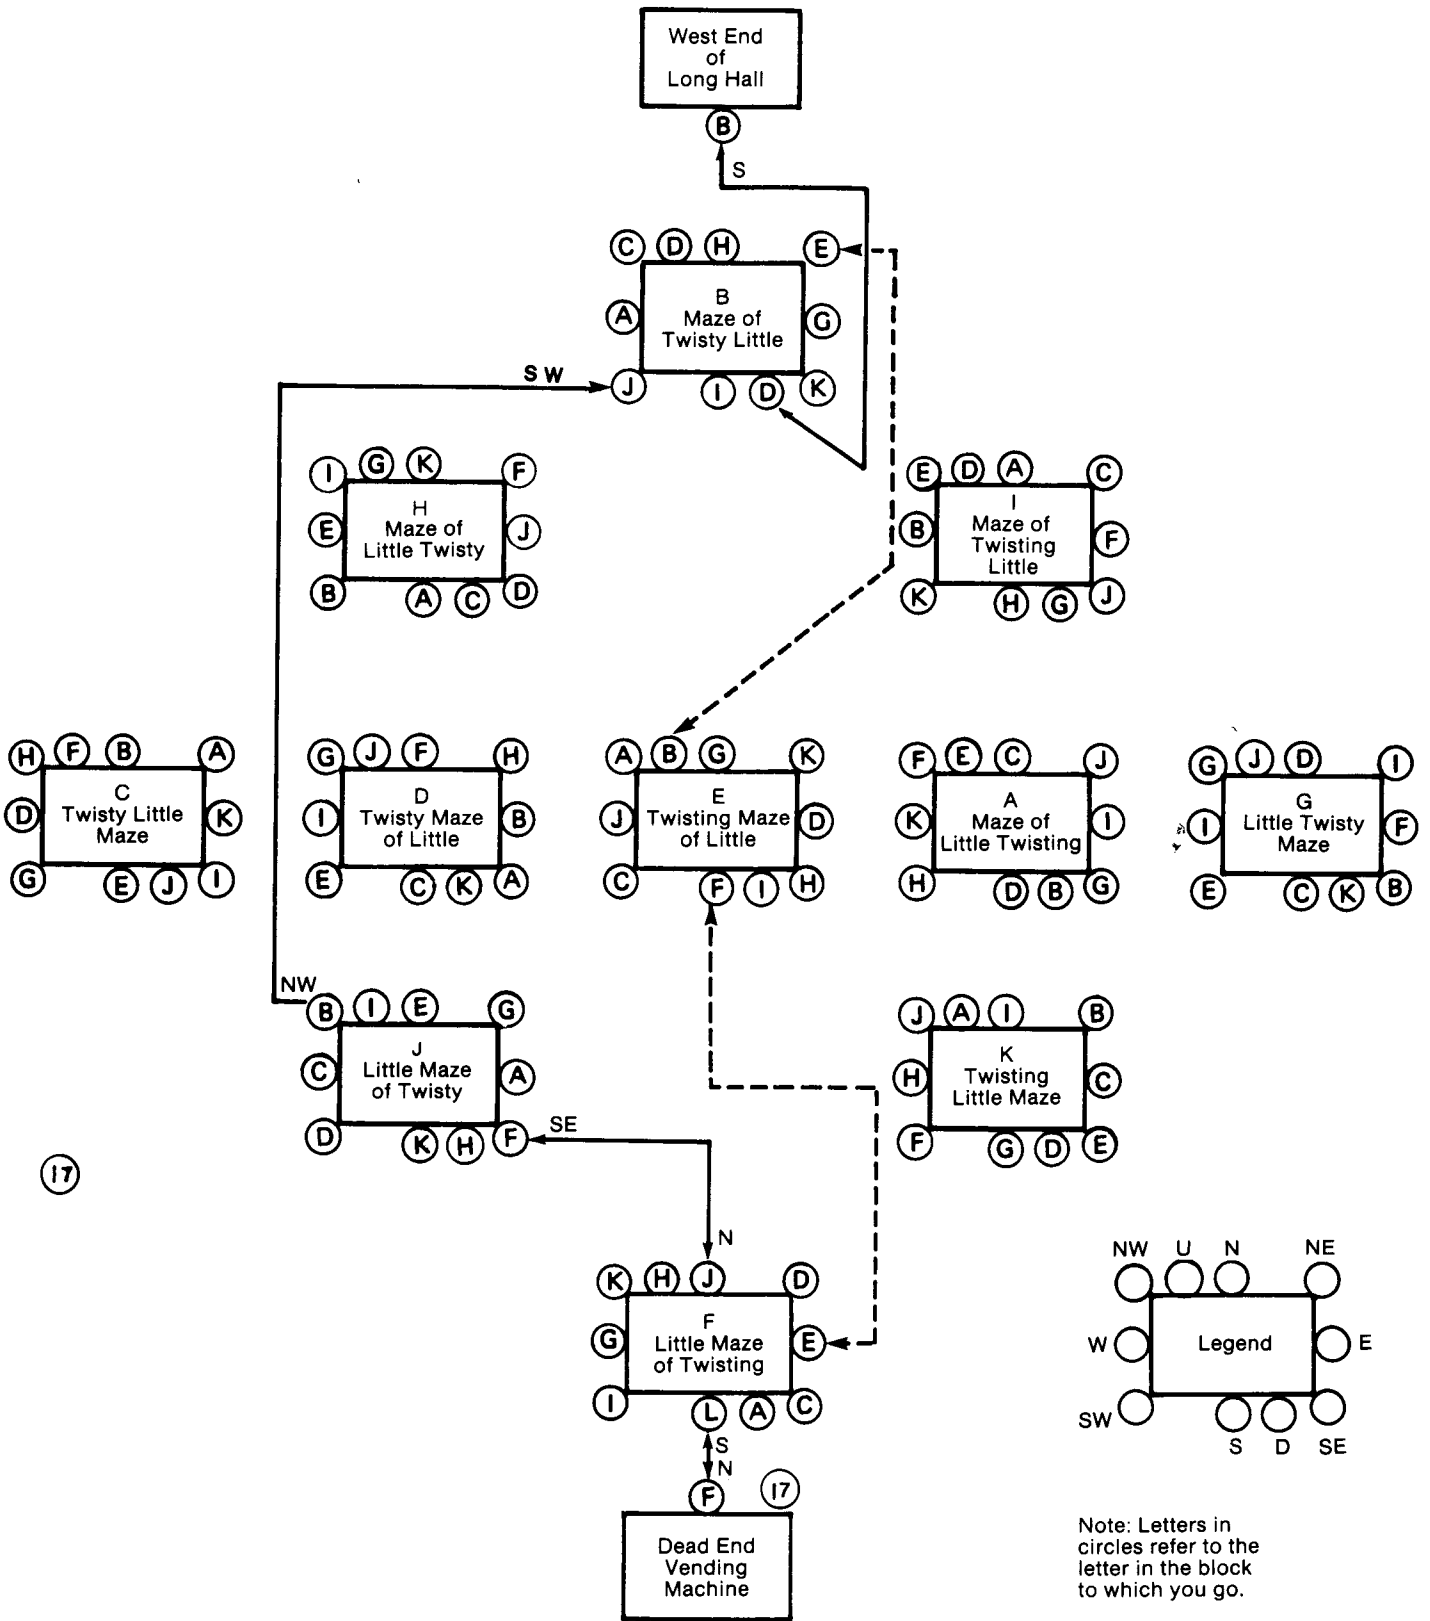 West End
of
Long Hall
B
S
C D H E
B
Maze of
Twisty Little
A G
J I D K
SW
I G K F
H
Maze of
Little Twisty
E J
B A C D
E D A C
I
Maze of
Twisting
Little
B F
K H G J
H F B A
C
Twisty Little
Maze
D K
G E J I
G J F H
D
Twisty Maze
of Little
I B
E C K A
A B G K
E
Twisting Maze
of Little
J D
C F I H
F E C J
A
Maze of
Little Twisting
K I
H D B G
G J D I
G
Little Twisty
Maze
I F
E C K B
NW
B I E G
J
Little Maze
of Twisty
C A
D K H F
SE
J A I B
K
Twisting
Little Maze
H C
F G D E
17
N
K H J D
F
Little Maze
of Twisting
G E
I L A C
S
N
F 17
Dead End
Vending
Machine
NW U N NE
W Legend E
SW S D SE
Note: Letters in
circles refer to the
letter in the block
to which you go.